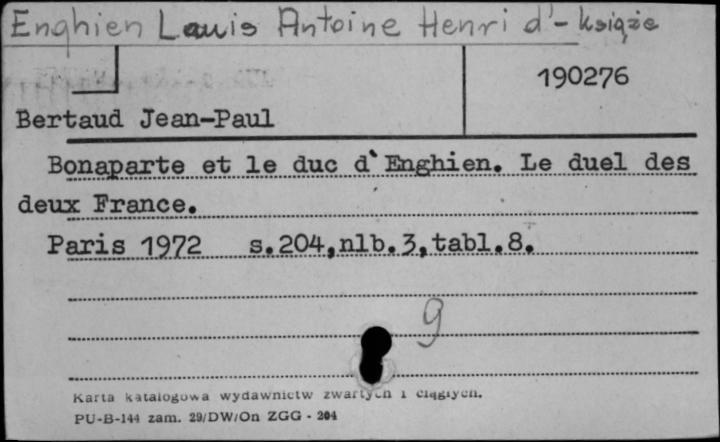 Enghien Louis Antoine Henri d'- książe
190276
Bertaud Jean-Paul
Bonaparte et le duc d`Enghien. Le duel des
deux France.
Paris 1972 s.204,nlb.3,tabl.8.
9
Karta katalogowa wydawnictw zwartych i ciągłych.
PU-B-144 zam. 29/DW/On ZGG - 204